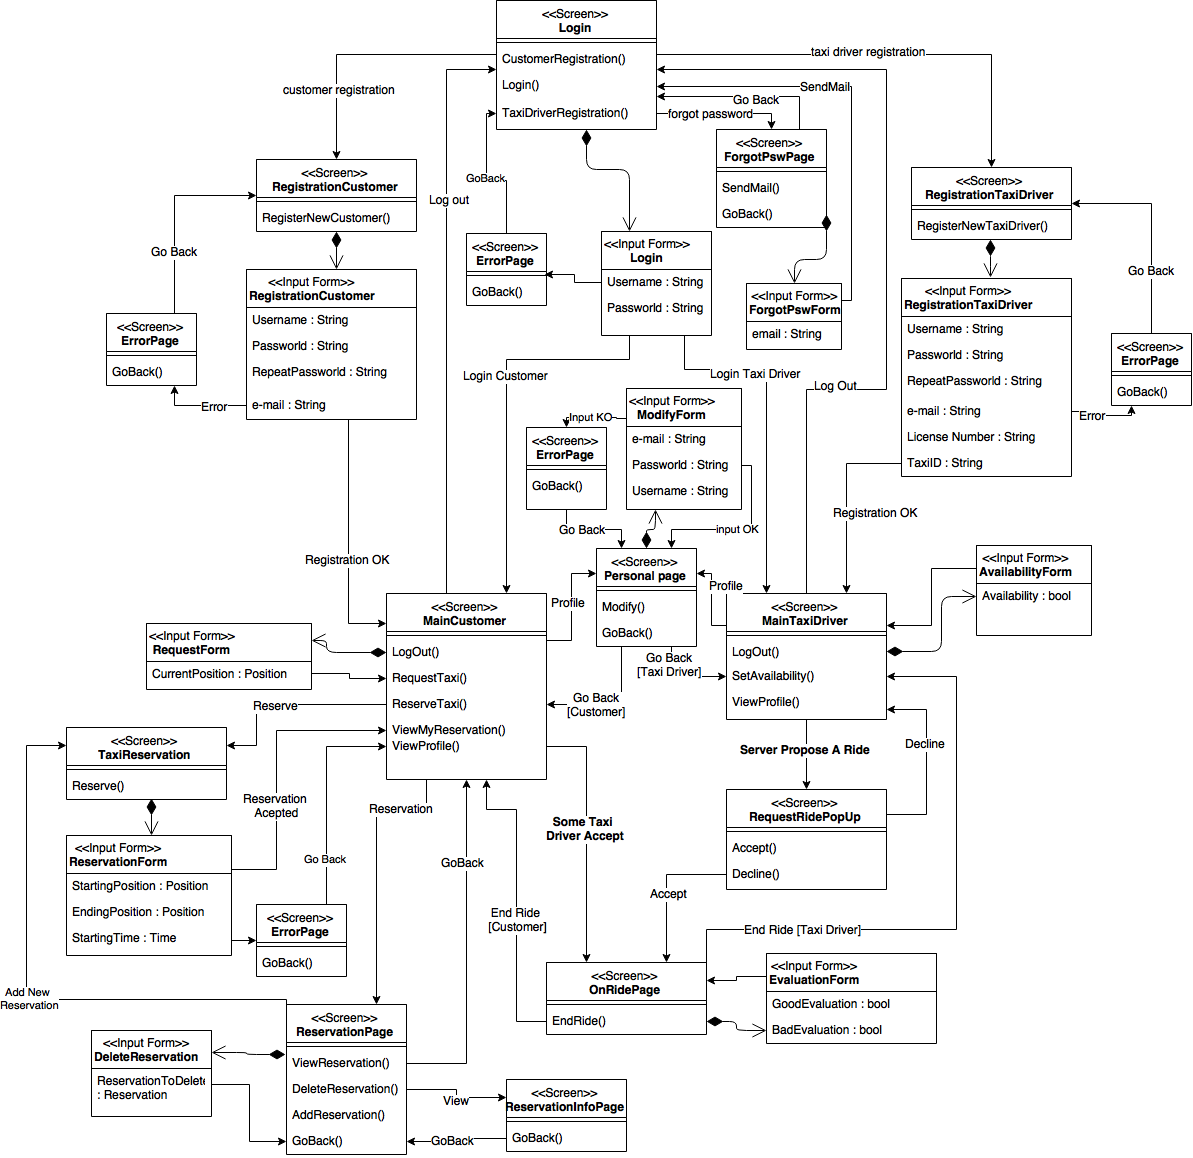 <<Screen>>
Login
CustomerRegistration()
Login()
TaxiDriverRegistration()
customer registration
taxi driver registration
SendMail
Go Back
forgot password
<<Screen>>
ForgotPswPage
SendMail()
GoBack()
<<Screen>>
RegistrationCustomer
RegisterNewCustomer()
<<Screen>>
RegistrationTaxiDriver
RegisterNewTaxiDriver()
GoBack
Log out
Go Back
<<Screen>>
ErrorPage
GoBack()
<<Input Form>>
Login
Username : String
Passworld : String
<<Input Form>>
ForgotPswForm
email : String
<<Input Form>>
RegistrationCustomer
Username : String
Passworld : String
RepeatPassworld : String
e-mail : String
<<Screen>>
ErrorPage
GoBack()
Error
<<Input Form>>
RegistrationTaxiDriver
Username : String
Passworld : String
RepeatPassworld : String
e-mail : String
License Number : String
TaxiID : String
Go Back
<<Screen>>
ErrorPage
GoBack()
Error
Login Customer
Login Taxi Driver
Log Out
<<Input Form>>
ModifyForm
e-mail : String
Passworld : String
Username : String
Input KO
<<Screen>>
ErrorPage
GoBack()
Go Back
input OK
Registration OK
Registration OK
<<Screen>>
Personal page
Modify()
GoBack()
Profile
Profile
<<Input Form>>
AvailabilityForm
Availability : bool
<<Screen>>
MainCustomer
LogOut()
RequestTaxi()
ReserveTaxi()
ViewMyReservation()
ViewProfile()
<<Screen>>
MainTaxiDriver
LogOut()
SetAvailability()
ViewProfile()
<<Input Form>>
RequestForm
CurrentPosition : Position
Go Back
[Taxi Driver]
Go Back
[Customer]
Reserve
<<Screen>>
TaxiReservation
Reserve()
Server Propose A Ride
Decline
<<Screen>>
RequestRidePopUp
Accept()
Decline()
Reservation
Acepted
Reservation
Some Taxi
Driver Accept
<<Input Form>>
ReservationForm
StartingPosition : Position
EndingPosition : Position
StartingTime : Time
Go Back
GoBack
Accept
<<Screen>>
ErrorPage
GoBack()
End Ride
[Customer]
End Ride [Taxi Driver]
<<Screen>>
OnRidePage
EndRide()
<<Input Form>>
EvaluationForm
GoodEvaluation : bool
BadEvaluation : bool
Add New
Reservation
<<Screen>>
ReservationPage
ViewReservation()
DeleteReservation()
AddReservation()
GoBack()
<<Input Form>>
DeleteReservation
ReservationToDelete
: Reservation
View
<<Screen>>
ReservationInfoPage
GoBack()
GoBack